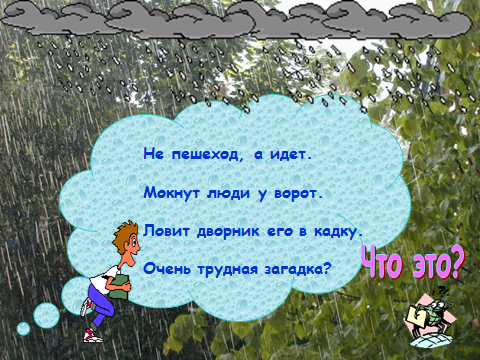 Не пешеход, а идет.
Мокнут люди у ворот.
Ловит дворник его в кадку.
Очень трудная загадка?
Что это?